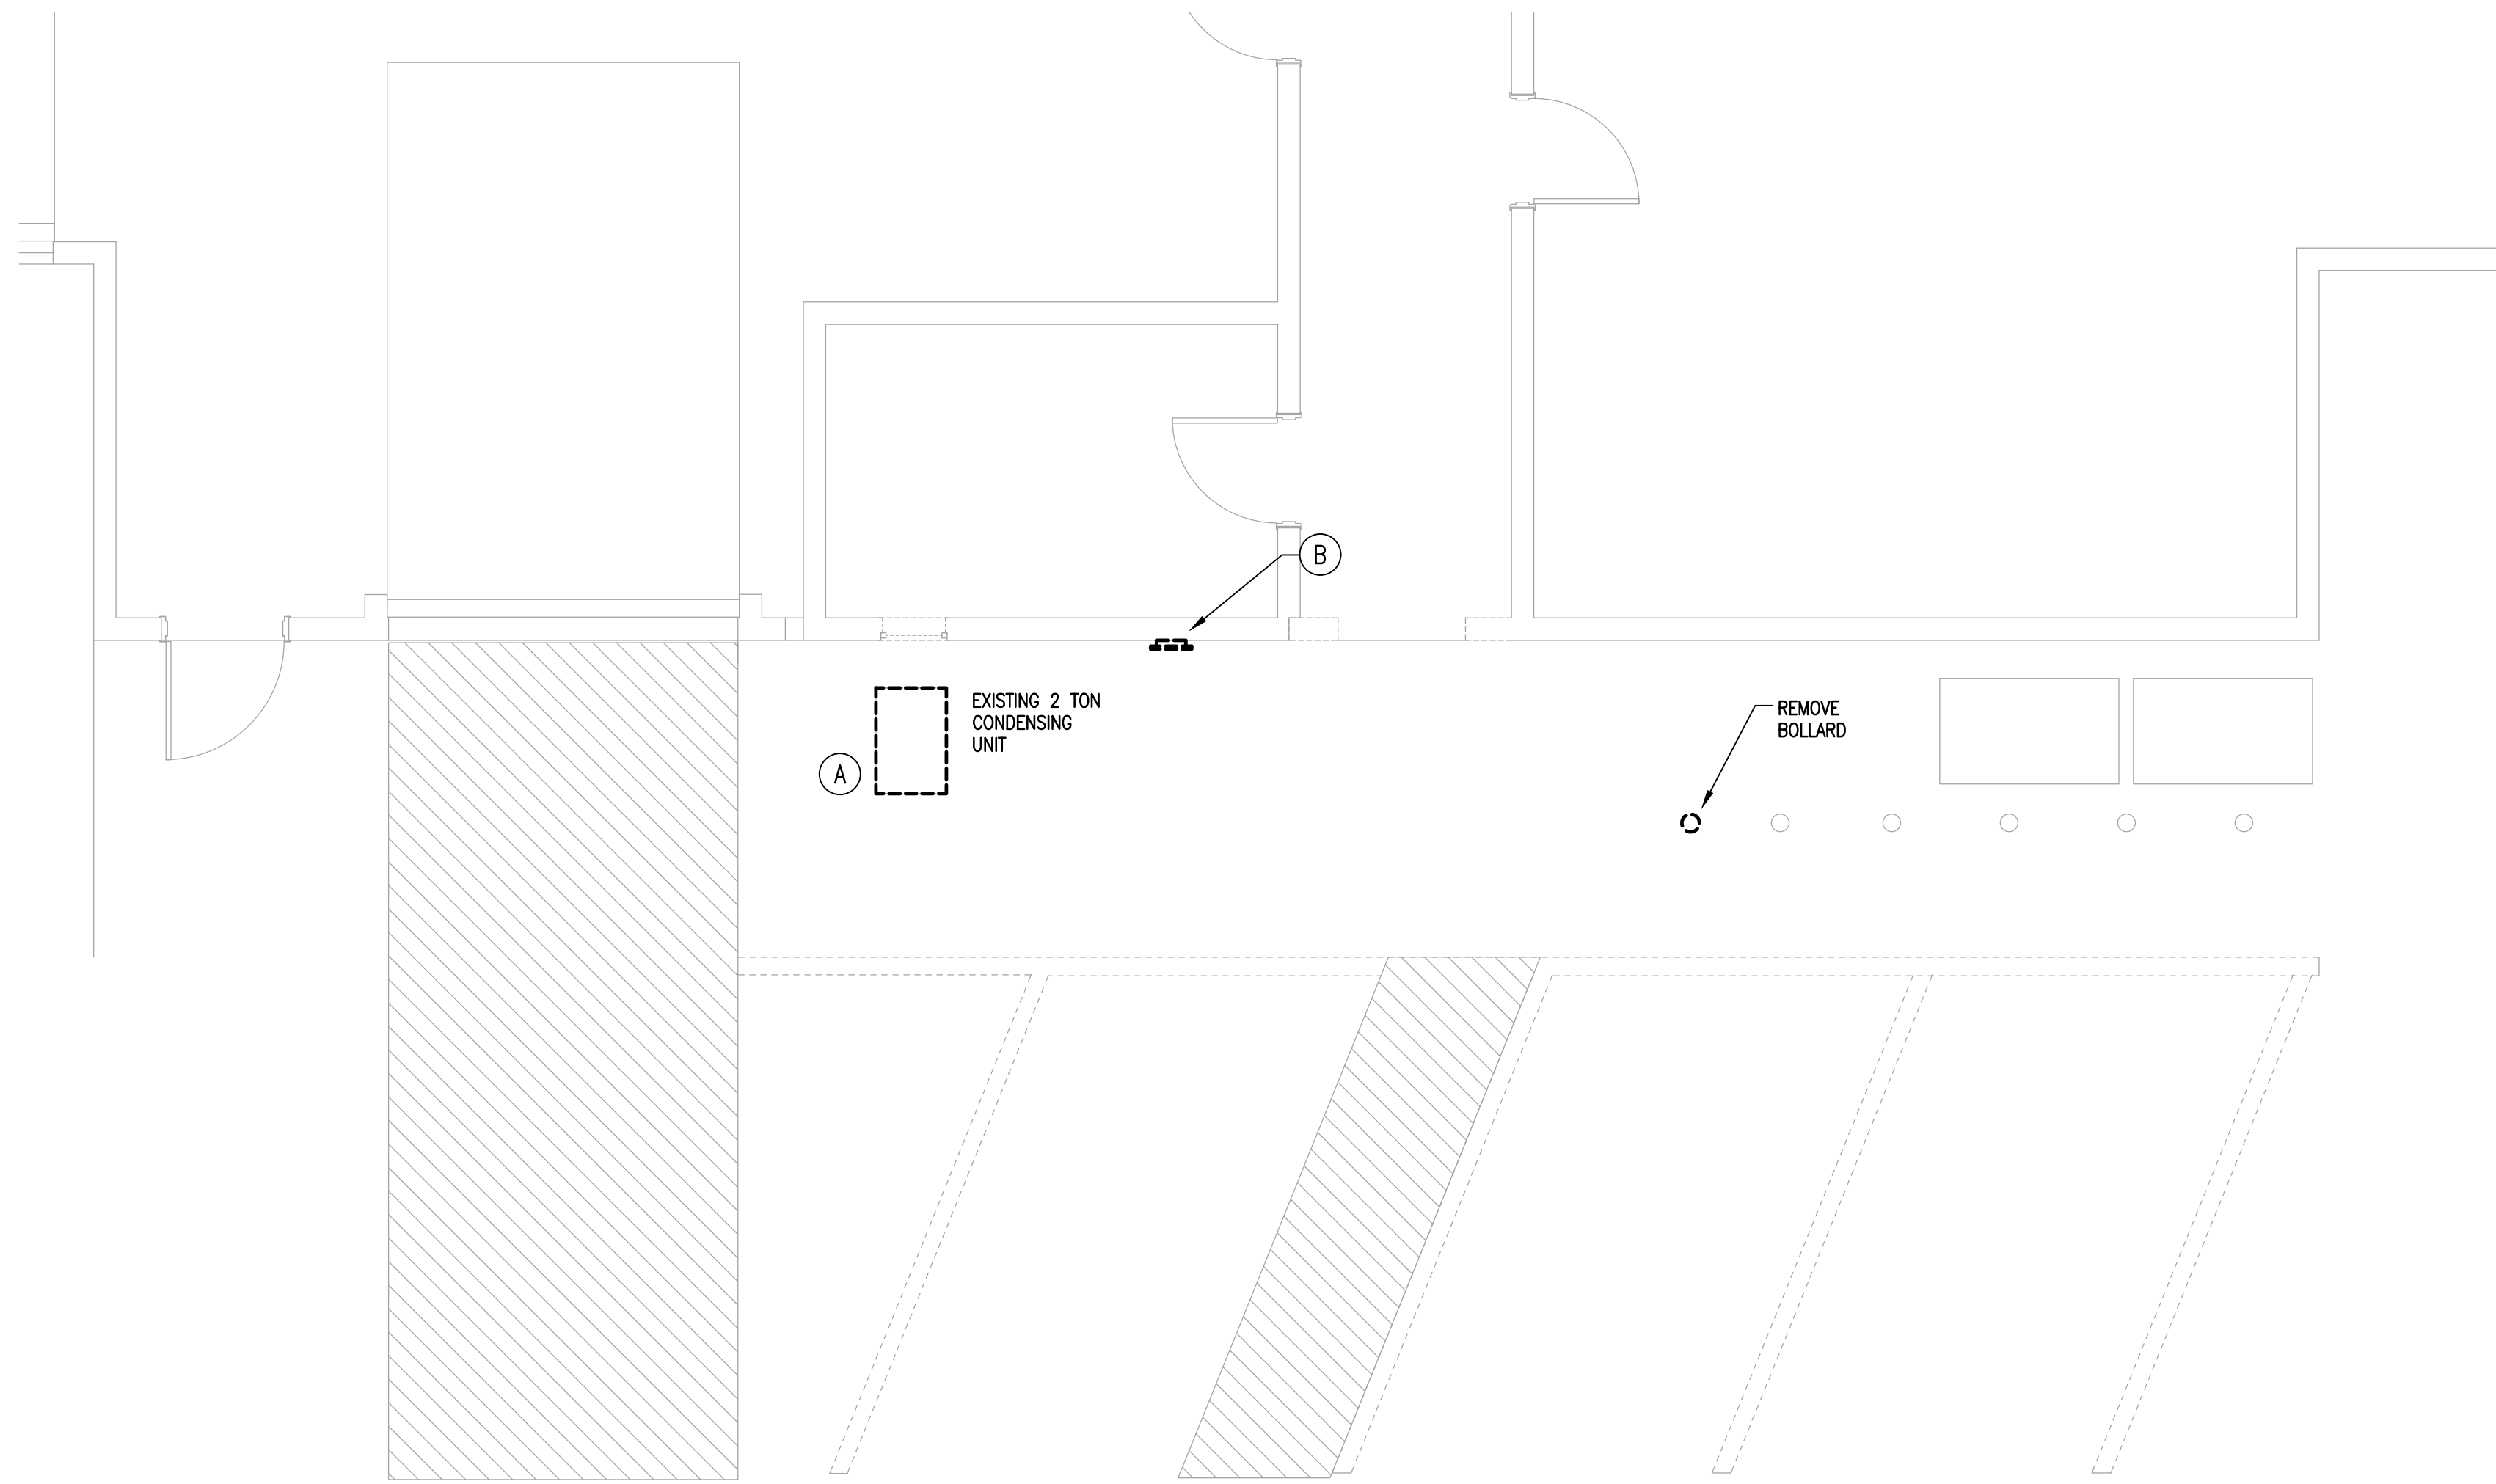 B
EXISTING 2 TON
CONDENSING
UNIT
A
REMOVE
BOLLARD